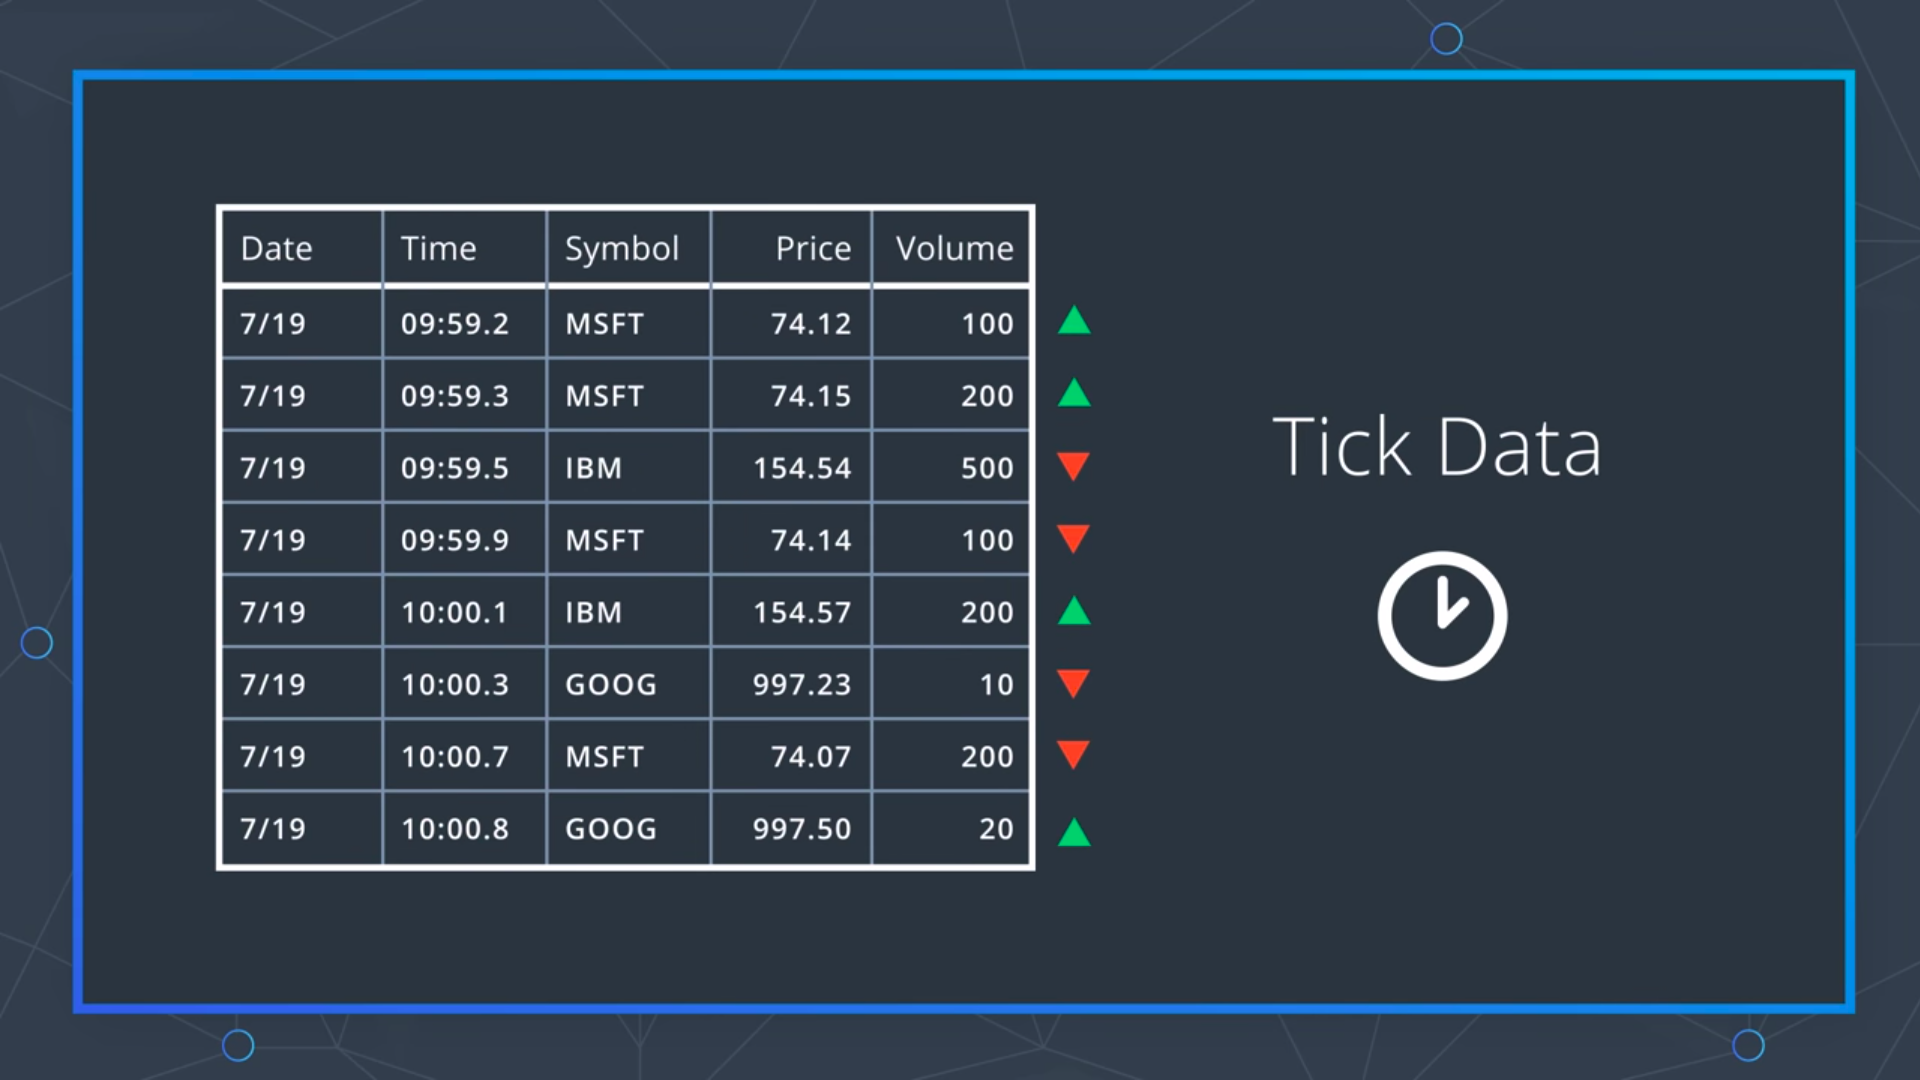 Date Time Symbol Price Volume
7/19 09:59.2 MSFT 74.12 100
7/19 09:59.3 MSFT 74.15 200
7/19 09:59.5 IBM 154.54 500
7/19 09:59.9 MSFT 74.14 100
7/19 10:00.1 IBM 154.57 200
7/19 10:00.3 GOOG 997.23 10
7/19 10:00.7 MSFT 74.07 200
7/19 10:00.8 GOOG 997.50 20
Tick Data